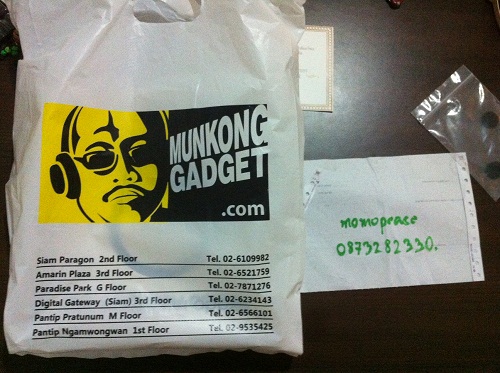 MUNKONG
GADGET
.com
Siam Paragon 2nd Floor Tel. 02-6109982
Amarin Plaza 3rd Floor Tel. 02-6521759
Paradise Park G Floor Tel. 02-7871276
Digital Gateway (Siam) 3rd Floor Tel. 02-6234143
Pantip Pratunum M Floor Tel. 02-6566101
Pantip Ngamwongwan 1st Floor Tel. 02-9535425
momopease
0873282330.